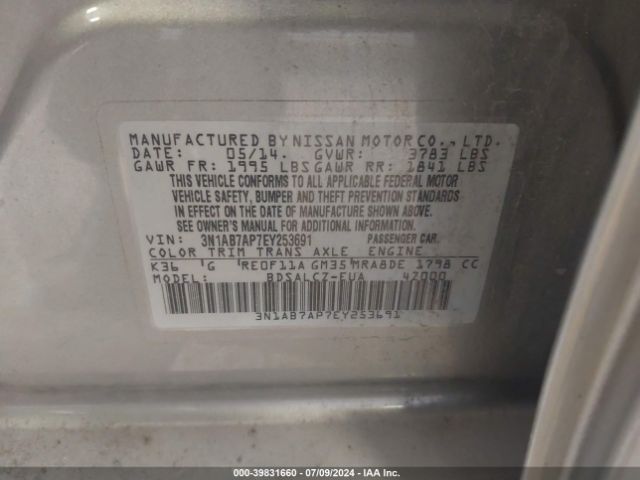 MANUFACTURED BY NISSAN MOTOR CO., LTD.
DATE: 05/14. GVWR: 3783 LBS
GAWR FR: 1995 LBS GAWR RR: 1841 LBS
THIS VEHICLE CONFORMS TO ALL APPLICABLE FEDERAL MOTOR
VEHICLE SAFETY, BUMPER AND THEFT PREVENTION STANDARDS
IN EFFECT ON THE DATE OF MANUFACTURE SHOWN ABOVE.
SEE OWNER'S MANUAL FOR ADDITIONAL INFORMATION.
VIN: 3N1AB7AP7EY253691 PASSENGER CAR.
COLOR TRIM TRANS AXLE ENGINE
K36 G RE0F11A GM35 MRA8DE 1798 CC
MODEL: BDSALCZ-EUA 42000
3N1AB7AP7EY253691
000-39831660 - 07/09/2024 - IAA Inc.